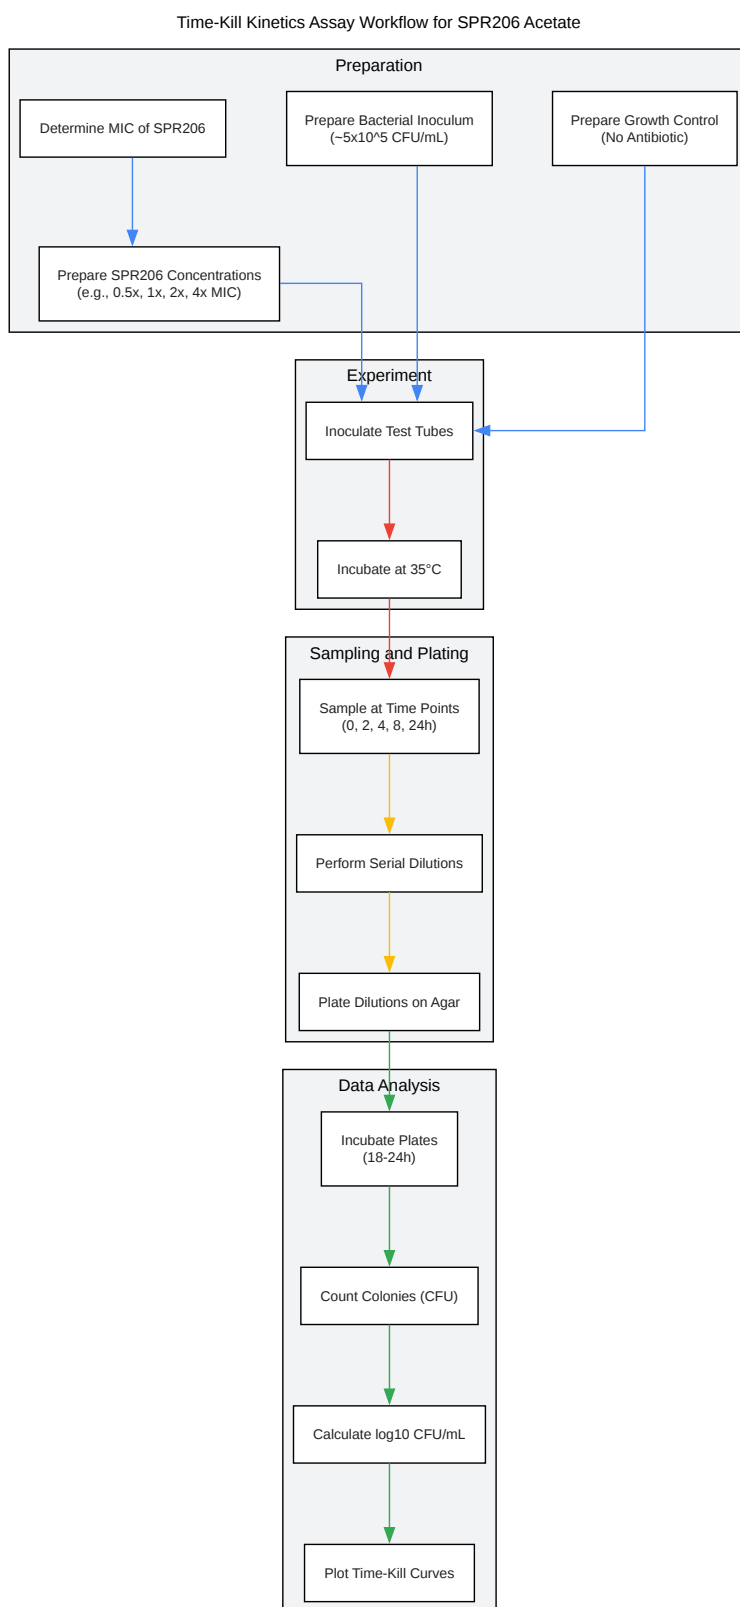 Time-Kill Kinetics Assay Workflow for SPR206 Acetate
Preparation
Determine MIC of SPR206
Prepare Bacterial Inoculum
(~5x10^5 CFU/mL)
Prepare Growth Control
(No Antibiotic)
Prepare SPR206 Concentrations
(e.g., 0.5x, 1x, 2x, 4x MIC)
Experiment
Inoculate Test Tubes
Incubate at 35°C
Sampling and Plating
Sample at Time Points
(0, 2, 4, 8, 24h)
Perform Serial Dilutions
Plate Dilutions on Agar
Data Analysis
Incubate Plates
(18-24h)
Count Colonies (CFU)
Calculate log10 CFU/mL
Plot Time-Kill Curves